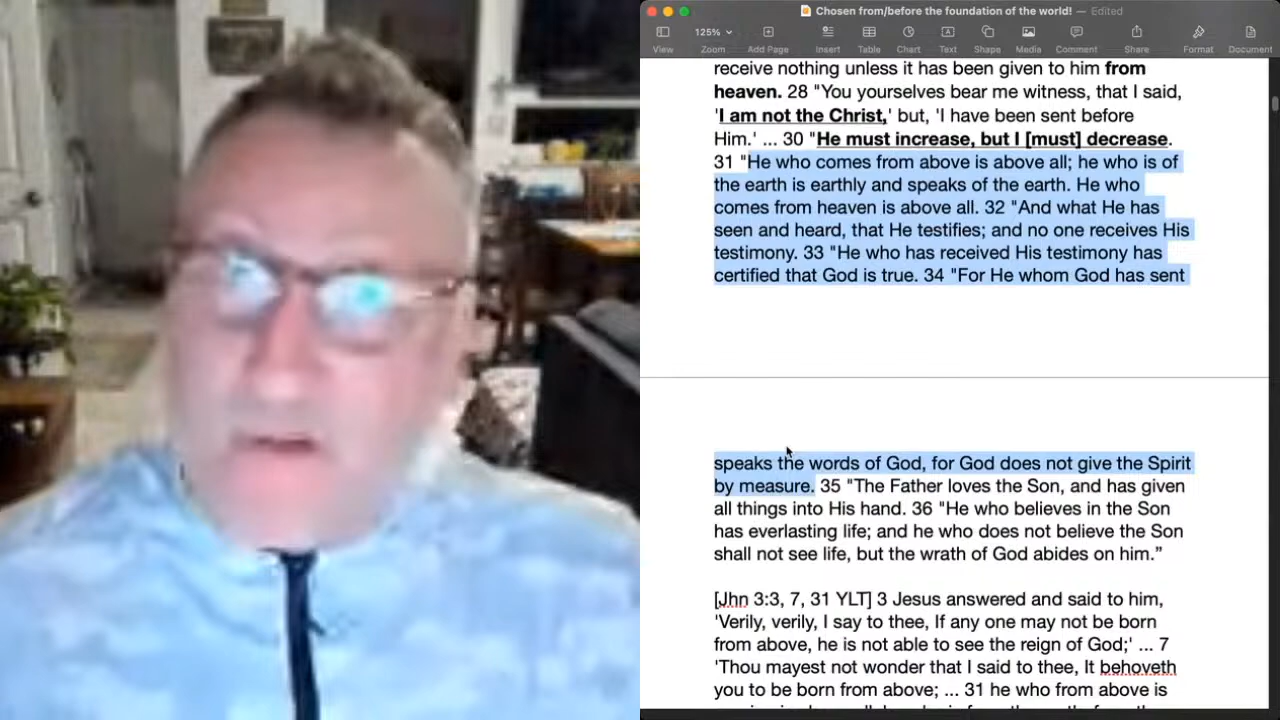 Chosen from/before the foundation of the world! — Edited
125%
View Zoom Add Page Insert Table Chart Text Shape Media Comment Share Format Document
receive nothing unless it has been given to him from
heaven. 28 "You yourselves bear me witness, that I said,
'I am not the Christ,' but, 'I have been sent before
Him.' ... 30 "He must increase, but I [must] decrease.
31 "He who comes from above is above all; he who is of
the earth is earthly and speaks of the earth. He who
comes from heaven is above all. 32 "And what He has
seen and heard, that He testifies; and no one receives His
testimony. 33 "He who has received His testimony has
certified that God is true. 34 "For He whom God has sent
speaks the words of God, for God does not give the Spirit
by measure. 35 "The Father loves the Son, and has given
all things into His hand. 36 "He who believes in the Son
has everlasting life; and he who does not believe the Son
shall not see life, but the wrath of God abides on him.”
[Jhn 3:3, 7, 31 YLT] 3 Jesus answered and said to him,
'Verily, verily, I say to thee, If any one may not be born
from above, he is not able to see the reign of God;' ... 7
'Thou mayest not wonder that I said to thee, It behoveth
you to be born from above; ... 31 he who from above is